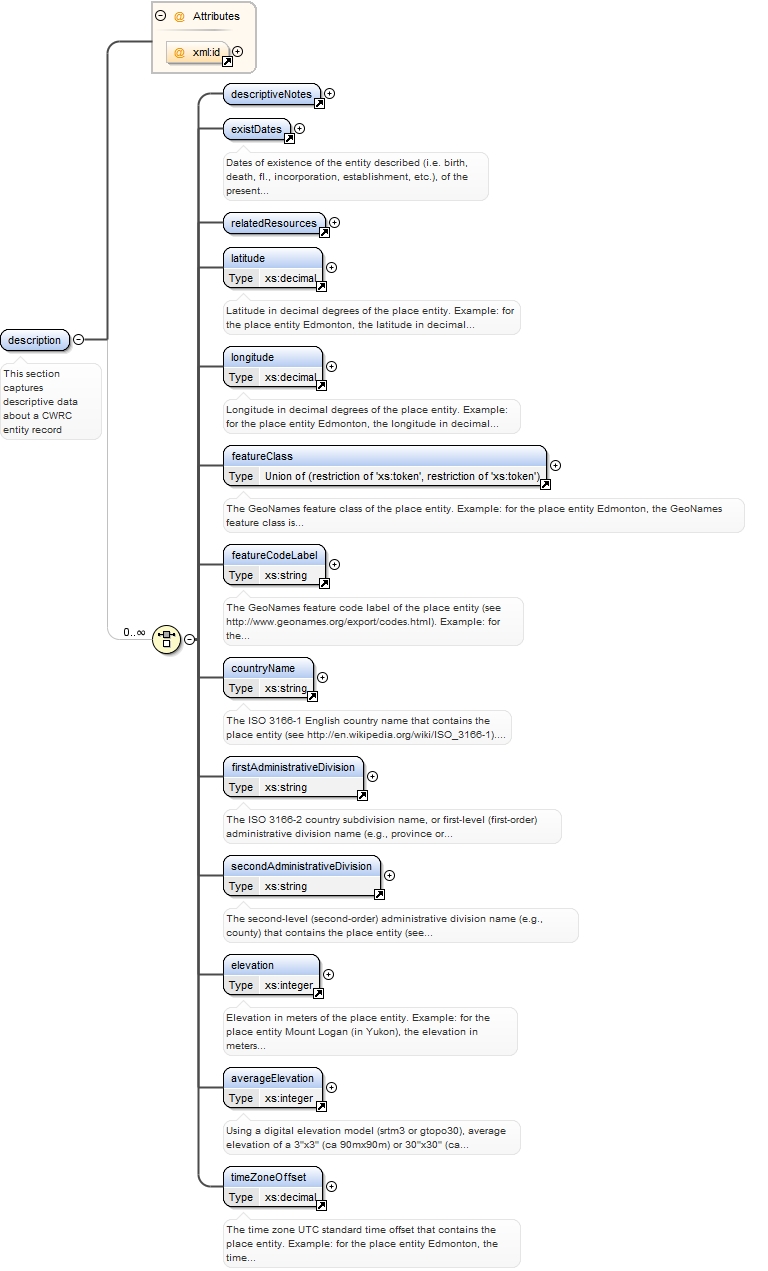 @ Attributes
@ xml:id
descriptiveNotes
existDates
Dates of existence of the entity described (i.e. birth,
death, fl., incorporation, establishment, etc.), of the
present...
relatedResources
latitude
Type xs:decimal
Latitude in decimal degrees of the place entity. Example: for
the place entity Edmonton, the latitude in decimal...
description
This section
captures
descriptive data
about a CWRC
entity record
longitude
Type xs:decimal
Longitude in decimal degrees of the place entity. Example:
for the place entity Edmonton, the longitude in decimal...
featureClass
Type Union of (restriction of 'xs:token', restriction of 'xs:token')
The GeoNames feature class of the place entity. Example: for the place entity Edmonton, the GeoNames
feature class is...
featureCodeLabel
Type xs:string
The GeoNames feature code label of the place entity (see
http://www.geonames.org/export/codes.html). Example: for
the...
0..∞
countryName
Type xs:string
The ISO 3166-1 English country name that contains the
place entity (see http://en.wikipedia.org/wiki/ISO_3166-1)....
firstAdministrativeDivision
Type xs:string
The ISO 3166-2 country subdivision name, or first-level (first-order)
administrative division name (e.g., province or...
secondAdministrativeDivision
Type xs:string
The second-level (second-order) administrative division name (e.g.,
county) that contains the place entity (see...
elevation
Type xs:integer
Elevation in meters of the place entity. Example: for the
place entity Mount Logan (in Yukon), the elevation in
meters...
averageElevation
Type xs:integer
Using a digital elevation model (srtm3 or gtopo30), average
elevation of a 3"x3" (ca 90mx90m) or 30"x30" (ca...
timeZoneOffset
Type xs:decimal
The time zone UTC standard time offset that contains the
place entity. Example: for the place entity Edmonton, the
time...